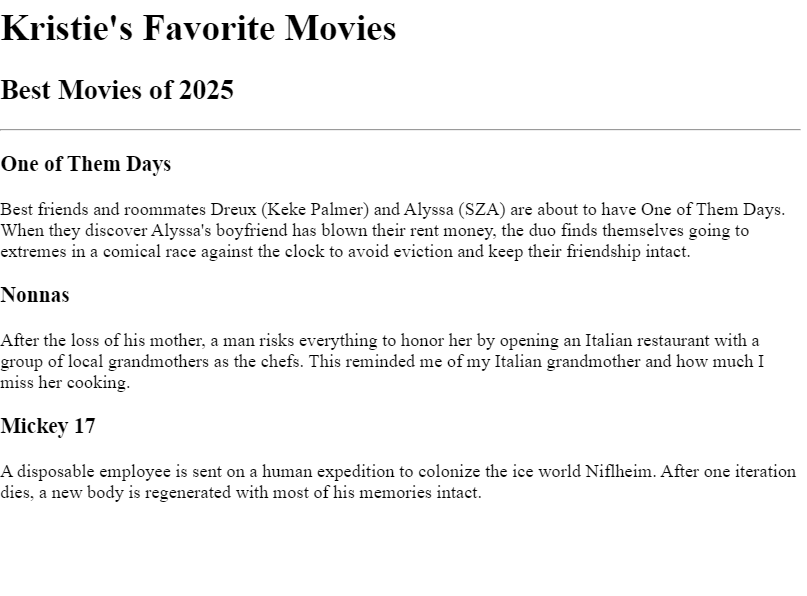 Kristie's Favorite Movies
Best Movies of 2025
One of Them Days
Best friends and roommates Dreux (Keke Palmer) and Alyssa (SZA) are about to have One of Them Days.
When they discover Alyssa's boyfriend has blown their rent money, the duo finds themselves going to
extremes in a comical race against the clock to avoid eviction and keep their friendship intact.
Nonnas
After the loss of his mother, a man risks everything to honor her by opening an Italian restaurant with a
group of local grandmothers as the chefs. This reminded me of my Italian grandmother and how much I
miss her cooking.
Mickey 17
A disposable employee is sent on a human expedition to colonize the ice world Niflheim. After one iteration
dies, a new body is regenerated with most of his memories intact.